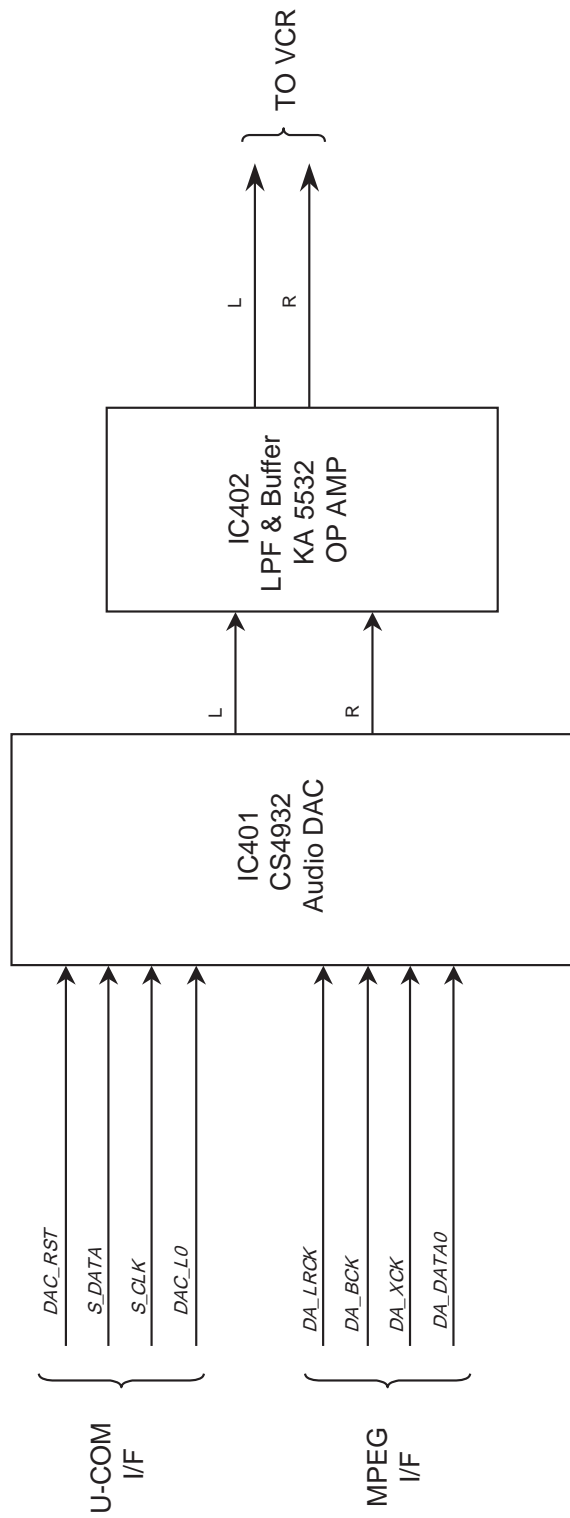 U-COM
I/F
DAC_RST
S_DATA
S_CLK
DAC_L0
MPEG
I/F
DA_LRCK
DA_BCK
DA_XCK
DA_DATA0
IC401
CS4932
Audio DAC
L
R
IC402
LPF & Buffer
KA 5532
OP AMP
L
R
TO VCR